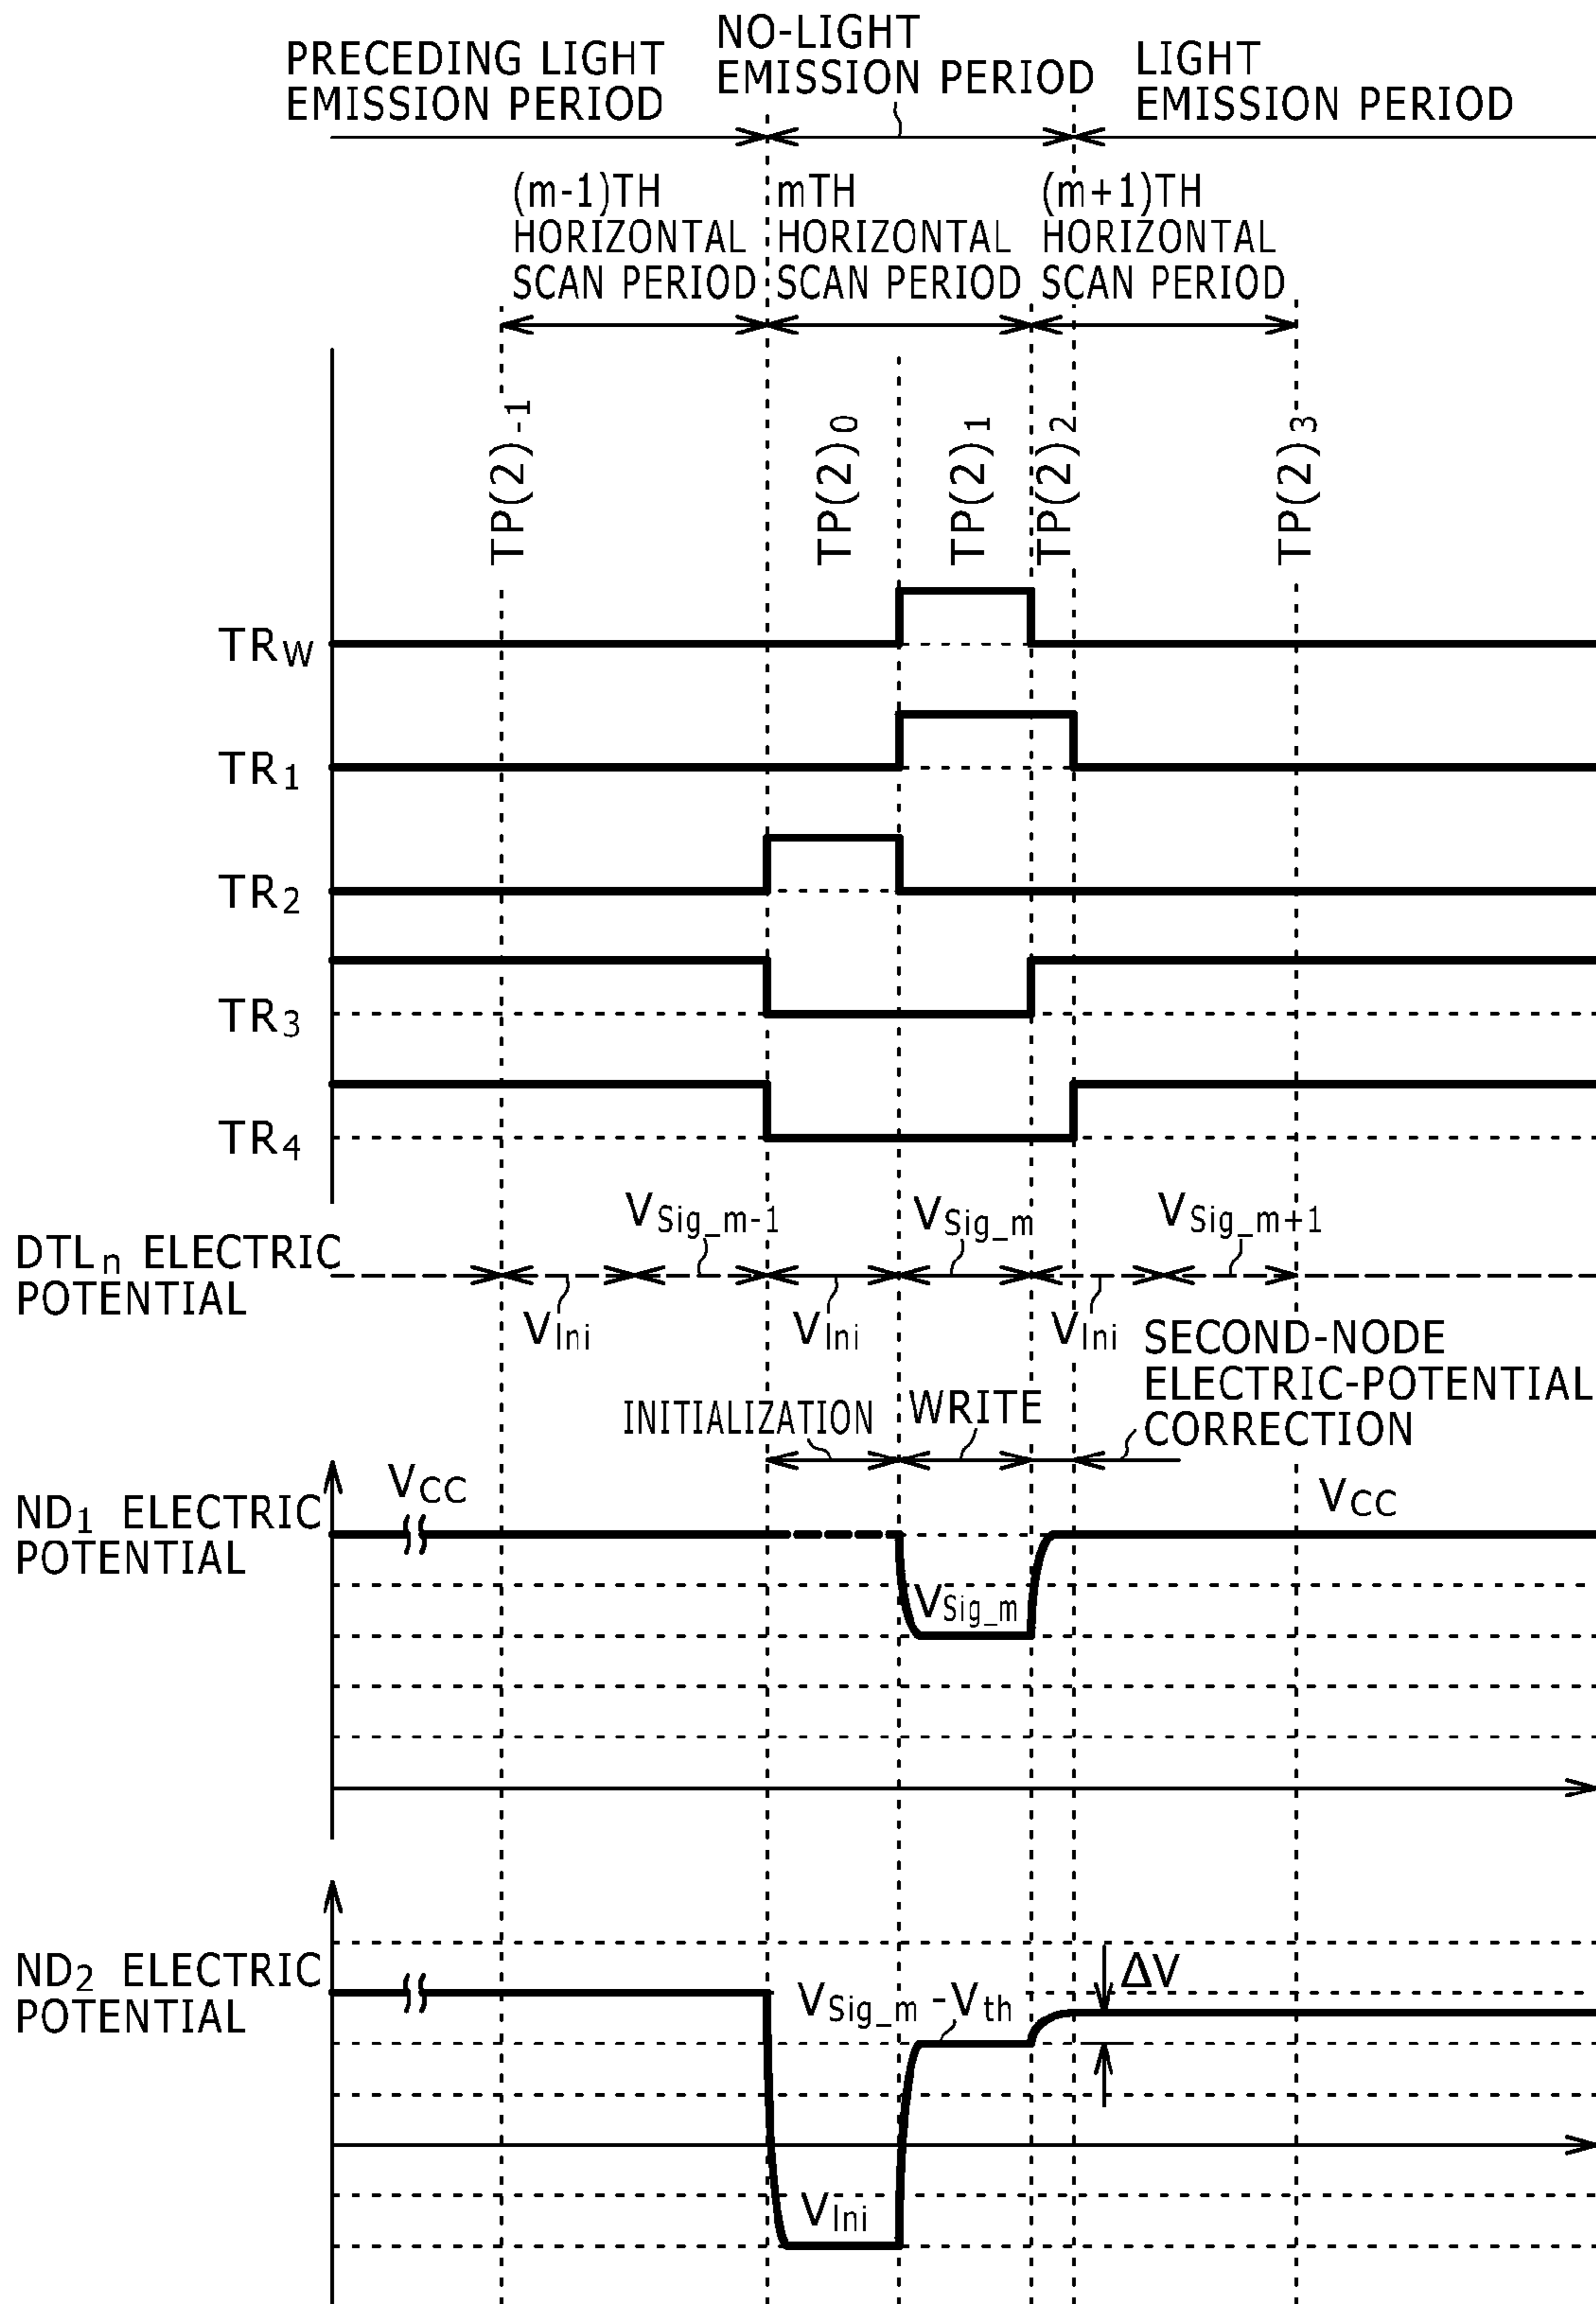 PRECEDING LIGHT
EMISSION PERIOD
NO-LIGHT
EMISSION PERIOD
LIGHT
EMISSION PERIOD
(m-1)TH
HORIZONTAL
SCAN PERIOD
mTH
HORIZONTAL
SCAN PERIOD
(m+1)TH
HORIZONTAL
SCAN PERIOD
TP(2)-1
TP(2)0
TP(2)1
TP(2)2
TP(2)3
TRW
TR1
TR2
TR3
TR4
DTLn ELECTRIC
POTENTIAL
VSig_m-1
VSig_m
VSig_m+1
VIni
VIni
VIni
INITIALIZATION
WRITE
SECOND-NODE
ELECTRIC-POTENTIAL
CORRECTION
ND1 ELECTRIC
POTENTIAL
VCC
VSig_m
VCC
ND2 ELECTRIC
POTENTIAL
VSig_m -Vth
ΔV
VIni